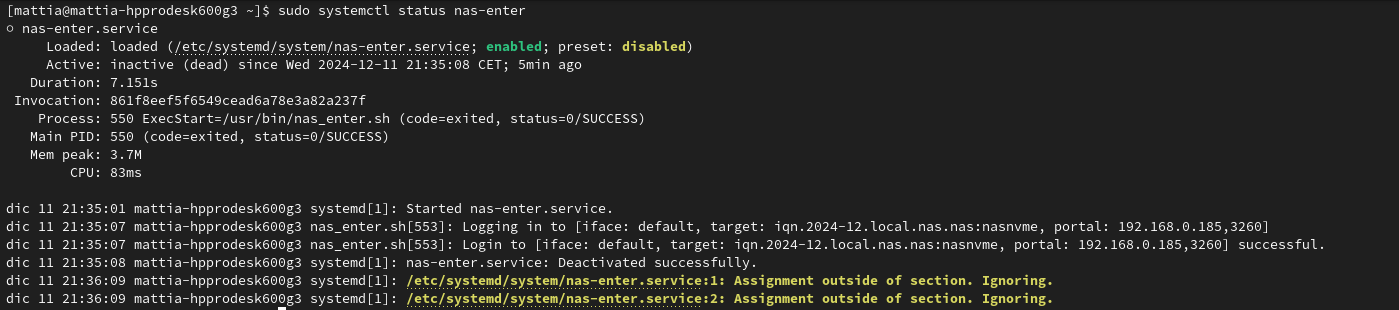 [mattia@mattia-hpprodesk600g3 ~]$ sudo systemctl status nas-enter
○ nas-enter.service
Loaded: loaded (/etc/systemd/system/nas-enter.service; enabled; preset: disabled)
Active: inactive (dead) since Wed 2024-12-11 21:35:08 CET; 5min ago
Duration: 7.151s
Invocation: 861f8eef5f6549cead6a78e3a82a237f
Process: 550 ExecStart=/usr/bin/nas_enter.sh (code=exited, status=0/SUCCESS)
Main PID: 550 (code=exited, status=0/SUCCESS)
Mem peak: 3.7M
CPU: 83ms
dic 11 21:35:01 mattia-hpprodesk600g3 systemd[1]: Started nas-enter.service.
dic 11 21:35:07 mattia-hpprodesk600g3 nas_enter.sh[553]: Logging in to [iface: default, target: iqn.2024-12.local.nas.nas:nasnvme, portal: 192.168.0.185,3260]
dic 11 21:35:07 mattia-hpprodesk600g3 nas_enter.sh[553]: Login to [iface: default, target: iqn.2024-12.local.nas.nas:nasnvme, portal: 192.168.0.185,3260] successful.
dic 11 21:35:08 mattia-hpprodesk600g3 systemd[1]: nas-enter.service: Deactivated successfully.
dic 11 21:36:09 mattia-hpprodesk600g3 systemd[1]: /etc/systemd/system/nas-enter.service:1: Assignment outside of section. Ignoring.
dic 11 21:36:09 mattia-hpprodesk600g3 systemd[1]: /etc/systemd/system/nas-enter.service:2: Assignment outside of section. Ignoring.